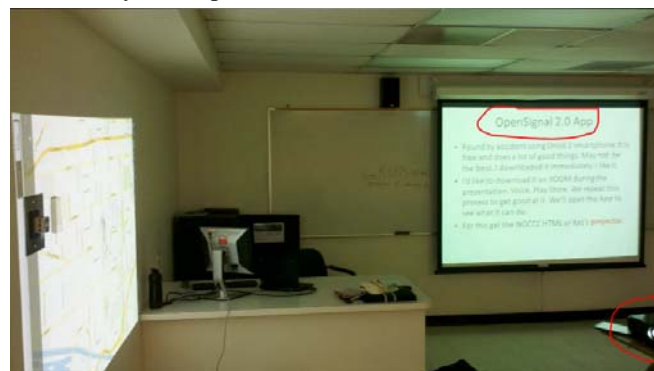 OpenSignal 2.0 App
• Found by accident using Droid 2 smartphone. It is
free and does a lot of good things. May not be
the best. I downloaded it immediately. I like it.
• I'd like to download it on XOOM during the
presentation. Voice, Play Store. We repeat this
process to get good at it. We'll open the App to
see what it can do.
• For this get the NOCCC HTML or Kat's projector.